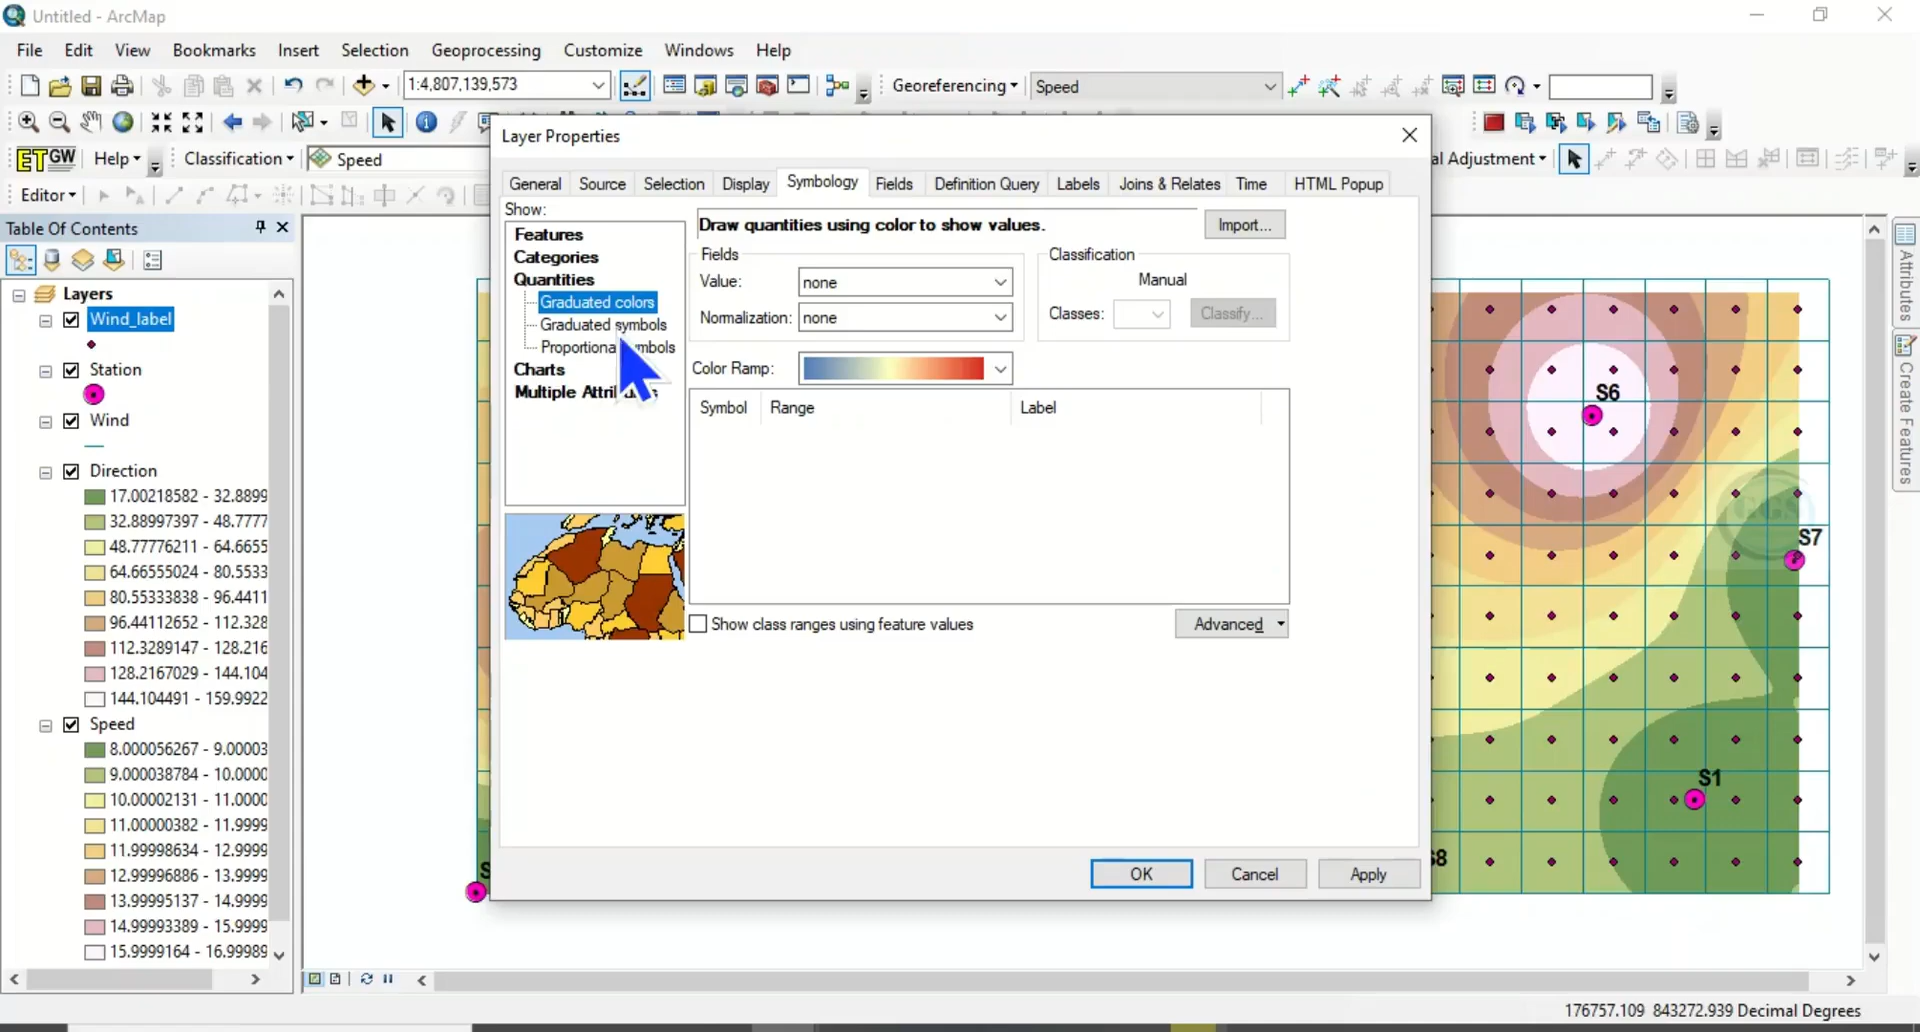 Untitled - ArcMap
File Edit View Bookmarks Insert Selection Geoprocessing Customize Windows Help
1:4,807,139,573 Georeferencing Speed
ET GW Help Classification Speed al Adjustment
Editor
Table Of Contents
Layers
Wind_label
Station
Wind
Direction
17.00218582 - 32.8899
32.88997397 - 48.7777
48.77776211 - 64.6655
64.66555024 - 80.5533
80.55333838 - 96.4411
96.44112652 - 112.328
112.3289147 - 128.216
128.2167029 - 144.104
144.104491 - 159.9922
Speed
8.000056267 - 9.00003
9.000038784 - 10.0000
10.00002131 - 11.0000
11.00000382 - 11.9999
11.99998634 - 12.9999
12.99996886 - 13.9999
13.99995137 - 14.9999
14.99993389 - 15.9999
15.9999164 - 16.99989
Layer Properties
General Source Selection Display Symbology Fields Definition Query Labels Joins & Relates Time HTML Popup
Show:
Features
Categories
Quantities
Graduated colors
Graduated symbols
Proportional symbols
Charts
Multiple Attributes
Draw quantities using color to show values.
Import...
Fields
Value: none
Normalization: none
Classification
Manual
Classes: Classify...
Color Ramp:
Symbol Range Label
Show class ranges using feature values
Advanced
OK Cancel Apply
S6
GGS
S7
S1
S8
S
Attributes
Create Features
176757.109 843272.939 Decimal Degrees